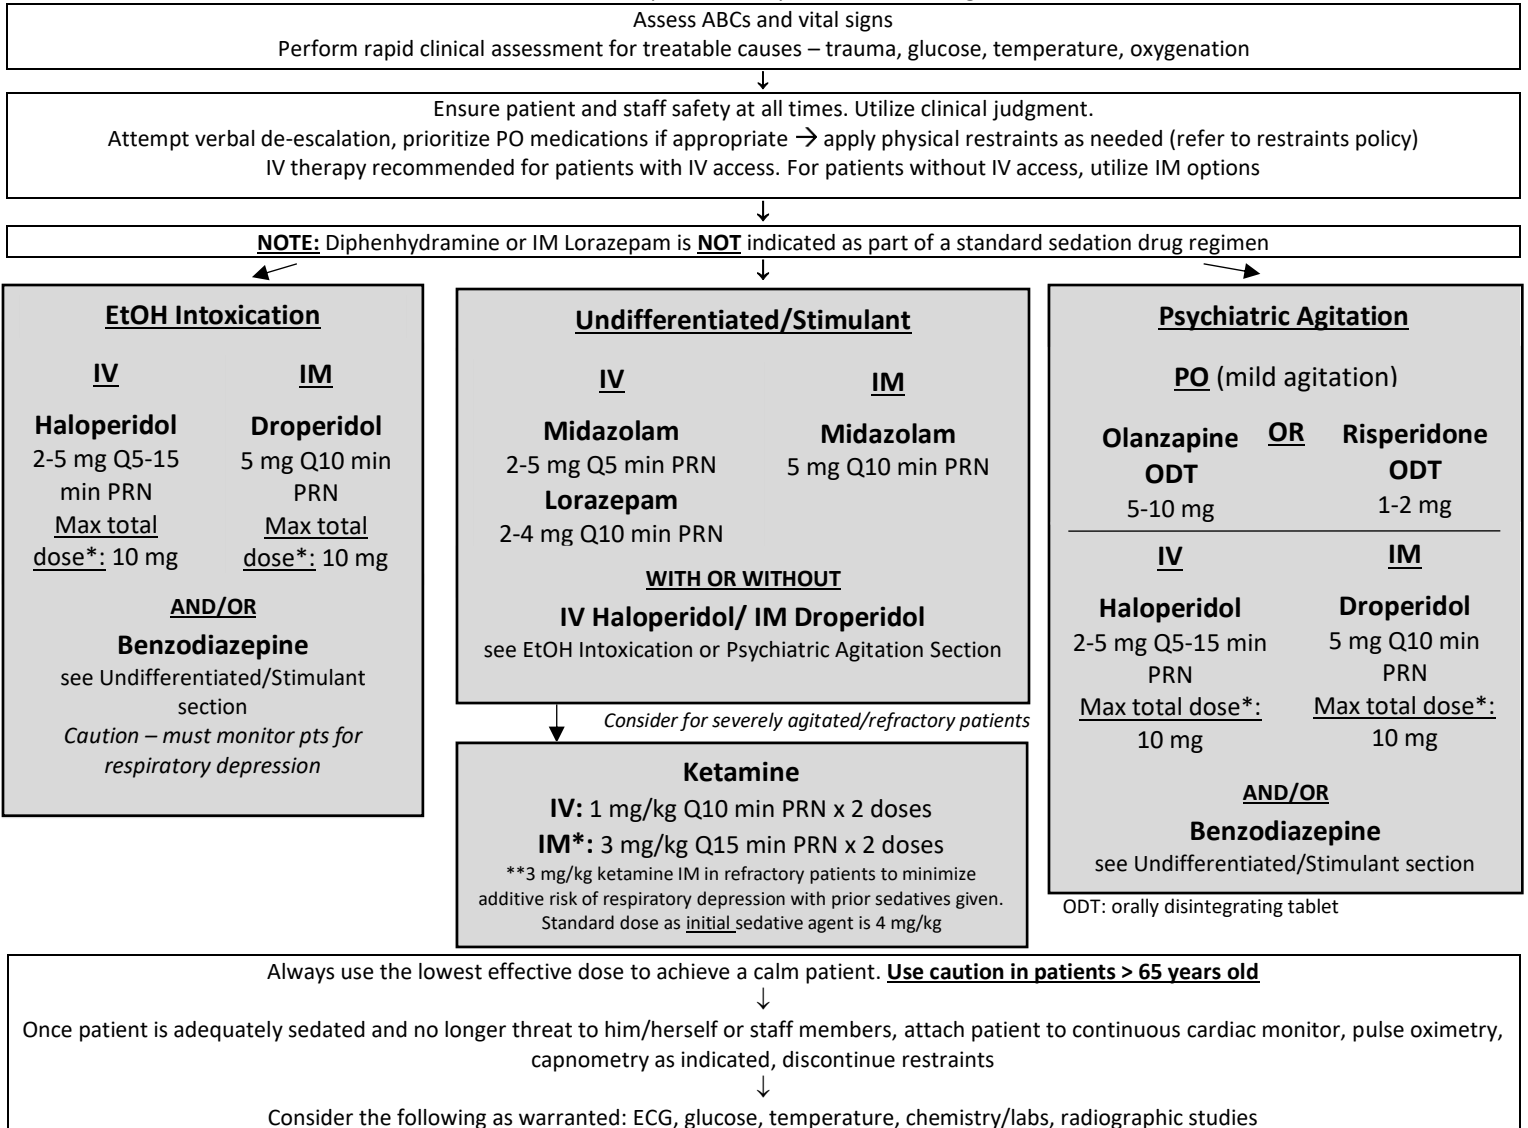 Assess ABCs and vital signs
Perform rapid clinical assessment for treatable causes – trauma, glucose, temperature, oxygenation
↓
Ensure patient and staff safety at all times. Utilize clinical judgment.
Attempt verbal de-escalation, prioritize PO medications if appropriate → apply physical restraints as needed (refer to restraints policy)
IV therapy recommended for patients with IV access. For patients without IV access, utilize IM options
↓
NOTE: Diphenhydramine or IM Lorazepam is NOT indicated as part of a standard sedation drug regimen
↓
EtOH Intoxication
IV
Haloperidol
2-5 mg Q5-15
min PRN
Max total
dose*: 10 mg
IM
Droperidol
5 mg Q10 min
PRN
Max total
dose*: 10 mg
AND/OR
Benzodiazepine
see Undifferentiated/Stimulant
section
Caution – must monitor pts for
respiratory depression
Undifferentiated/Stimulant
IV
Midazolam
2-5 mg Q5 min PRN
Lorazepam
2-4 mg Q10 min PRN
IM
Midazolam
5 mg Q10 min PRN
WITH OR WITHOUT
IV Haloperidol/ IM Droperidol
see EtOH Intoxication or Psychiatric Agitation Section
Consider for severely agitated/refractory patients
Ketamine
IV: 1 mg/kg Q10 min PRN x 2 doses
IM*: 3 mg/kg Q15 min PRN x 2 doses
**3 mg/kg ketamine IM in refractory patients to minimize
additive risk of respiratory depression with prior sedatives given.
Standard dose as initial sedative agent is 4 mg/kg
Psychiatric Agitation
PO (mild agitation)
Olanzapine
ODT
5-10 mg
OR
Risperidone
ODT
1-2 mg
IV
Haloperidol
2-5 mg Q5-15 min
PRN
Max total dose*:
10 mg
IM
Droperidol
5 mg Q10 min
PRN
Max total dose*:
10 mg
AND/OR
Benzodiazepine
see Undifferentiated/Stimulant section
ODT: orally disintegrating tablet
Always use the lowest effective dose to achieve a calm patient. Use caution in patients > 65 years old
↓
Once patient is adequately sedated and no longer threat to him/herself or staff members, attach patient to continuous cardiac monitor, pulse oximetry,
capnometry as indicated, discontinue restraints
↓
Consider the following as warranted: ECG, glucose, temperature, chemistry/labs, radiographic studies